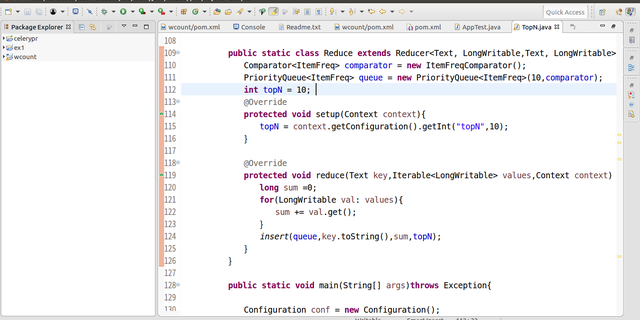 Quick Access
Package Explorer
wcount/pom.xml
Console
Readme.txt
wcount/pom.xml
pom.xml
AppTest.java
TopN.java
celerypr
ex1
wcount
108
109 public static class Reduce extends Reducer<Text, LongWritable,Text, LongWritable>
110 Comparator<ItemFreq> comparator = new ItemFreqComparator();
111 PriorityQueue<ItemFreq> queue = new PriorityQueue<ItemFreq>(10,comparator);
112 int topN = 10;
113 @Override
114 protected void setup(Context context){
115 topN = context.getConfiguration().getInt("topN",10);
116 }
117
118 @Override
119 protected void reduce(Text key,Iterable<LongWritable> values,Context context)
120 long sum =0;
121 for(LongWritable val: values){
122 sum += val.get();
123 }
124 insert(queue,key.toString(),sum,topN);
125 }
126 }
127
128 public static void main(String[] args)throws Exception{
129
130 Configuration conf = new Configuration();